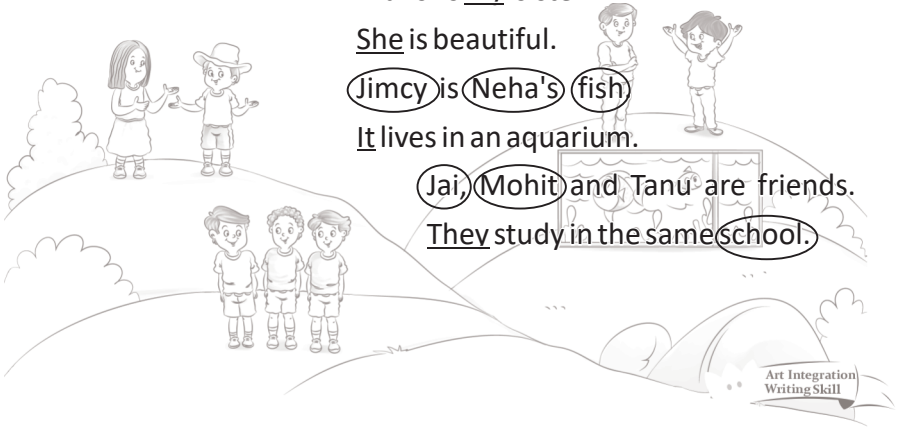 She is beautiful.
Jimcy is Neha's fish.
It lives in an aquarium.
Jai, Mohit and Tanu are friends.
They study in the same school.
Art Integration
Writing Skill